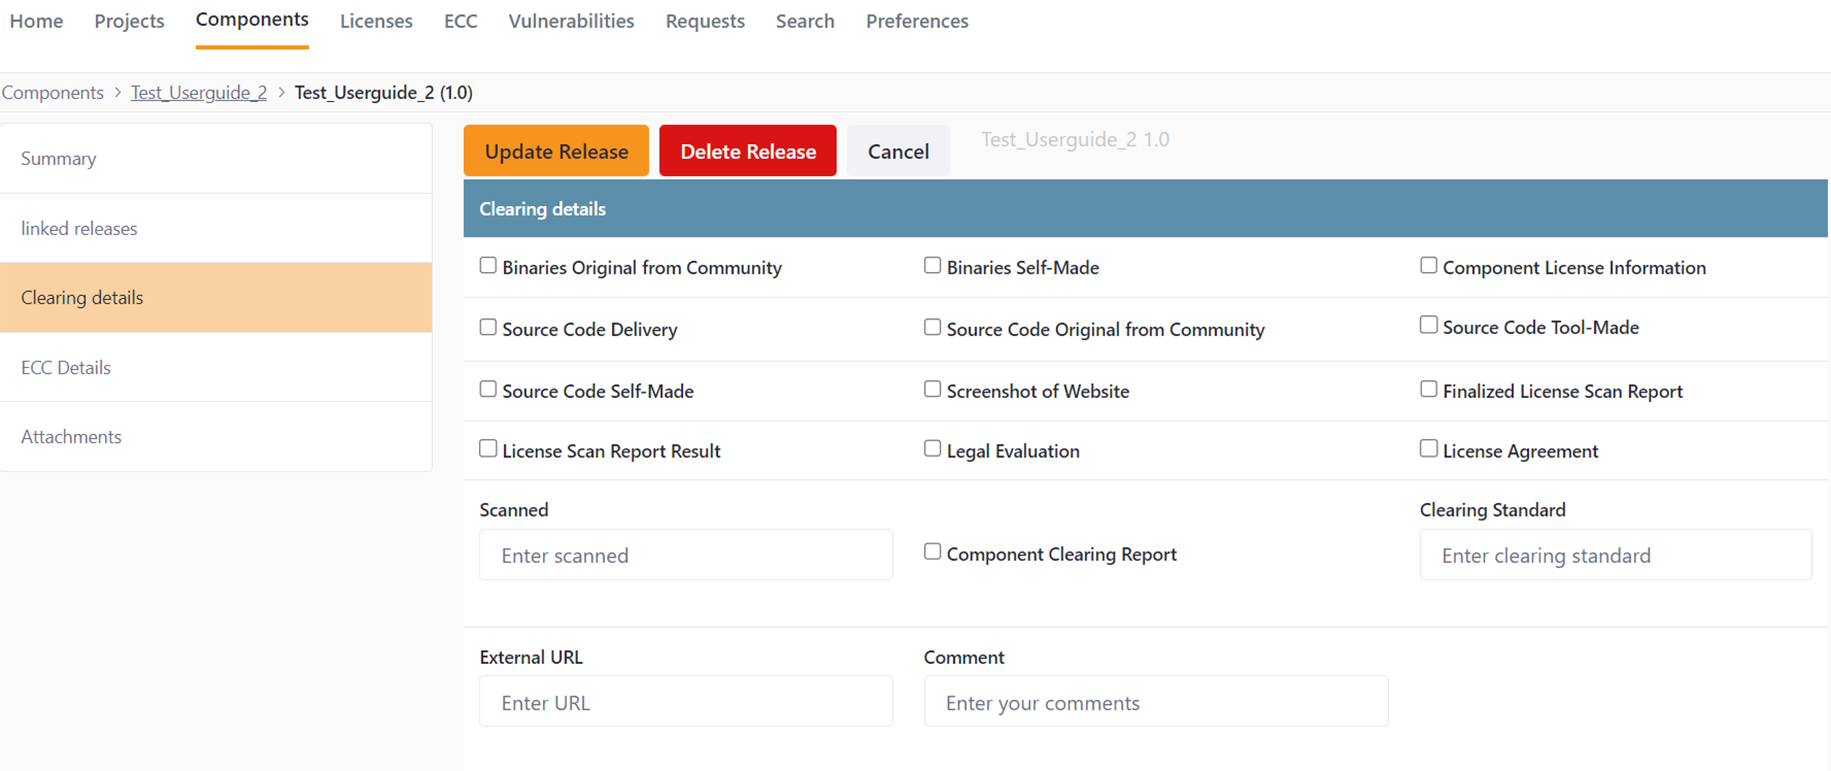 Home Projects Components Licenses ECC Vulnerabilities Requests Search Preferences
Components > Test_Userguide_2 > Test_Userguide_2 (1.0)
Summary
linked releases
Clearing details
ECC Details
Attachments
Update Release Delete Release Cancel Test_Userguide_2 1.0
Clearing details
Binaries Original from Community Binaries Self-Made Component License Information
Source Code Delivery Source Code Original from Community Source Code Tool-Made
Source Code Self-Made Screenshot of Website Finalized License Scan Report
License Scan Report Result Legal Evaluation License Agreement
Scanned Clearing Standard
Enter scanned Component Clearing Report Enter clearing standard
External URL Comment
Enter URL Enter your comments